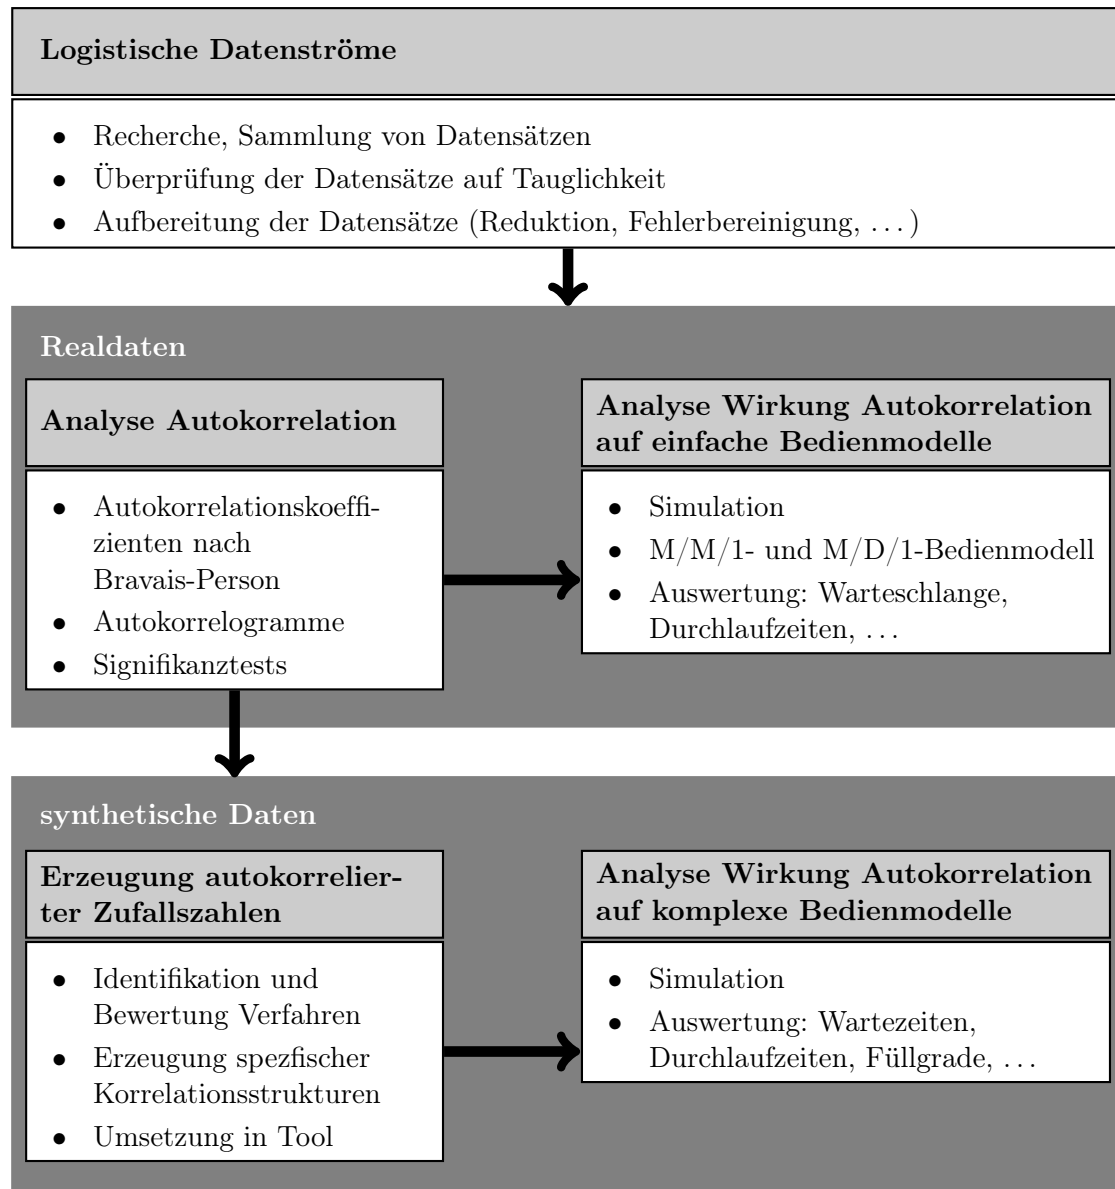 Logistische Datenströme
• Recherche, Sammlung von Datensätzen
• Überprüfung der Datensätze auf Tauglichkeit
• Aufbereitung der Datensätze (Reduktion, Fehlerbereinigung, . . . )
Realdaten
Analyse Autokorrelation
• Autokorrelationskoeffi-
zienten nach
Bravais-Person
• Autokorrelogramme
• Signifikanztests
Analyse Wirkung Autokorrelation
auf einfache Bedienmodelle
• Simulation
• M/M/1- und M/D/1-Bedienmodell
• Auswertung: Warteschlange,
Durchlaufzeiten, . . .
synthetische Daten
Erzeugung autokorrelier-
ter Zufallszahlen
• Identifikation und
Bewertung Verfahren
• Erzeugung spezfischer
Korrelationsstrukturen
• Umsetzung in Tool
Analyse Wirkung Autokorrelation
auf komplexe Bedienmodelle
• Simulation
• Auswertung: Wartezeiten,
Durchlaufzeiten, Füllgrade, . . .